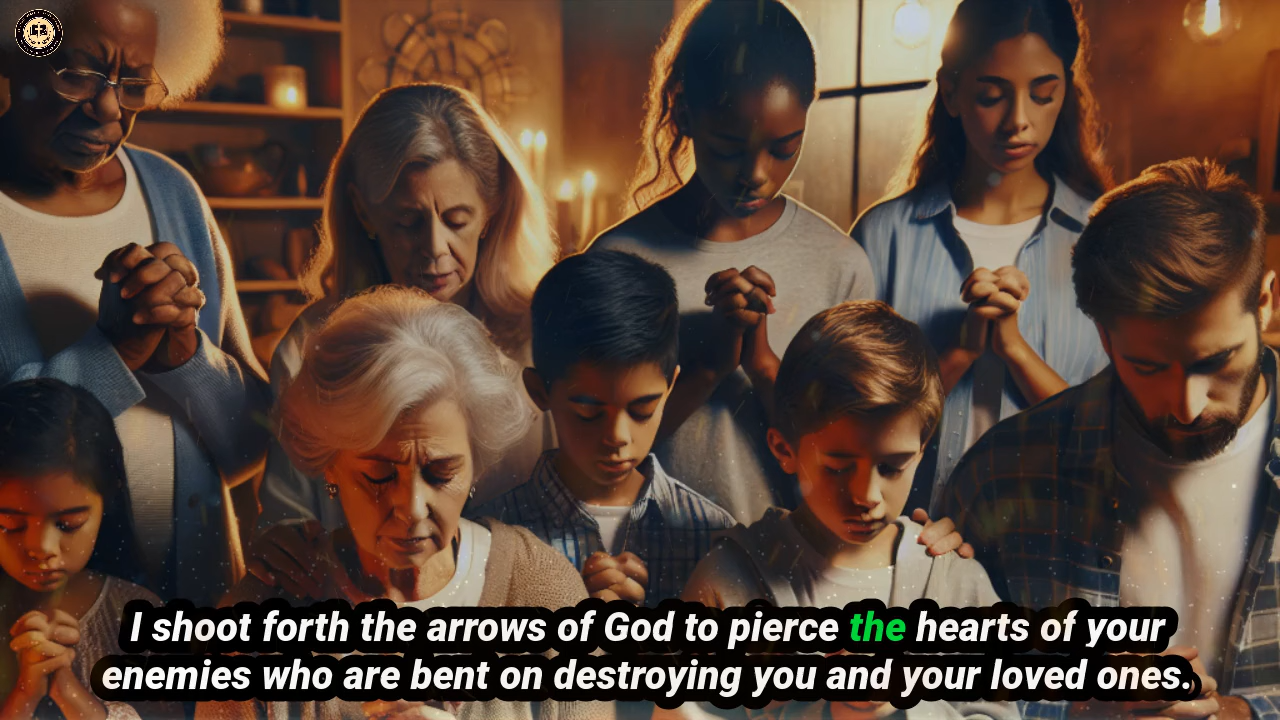 I shoot forth the arrows of God to pierce the hearts of your
enemies who are bent on destroying you and your loved ones.